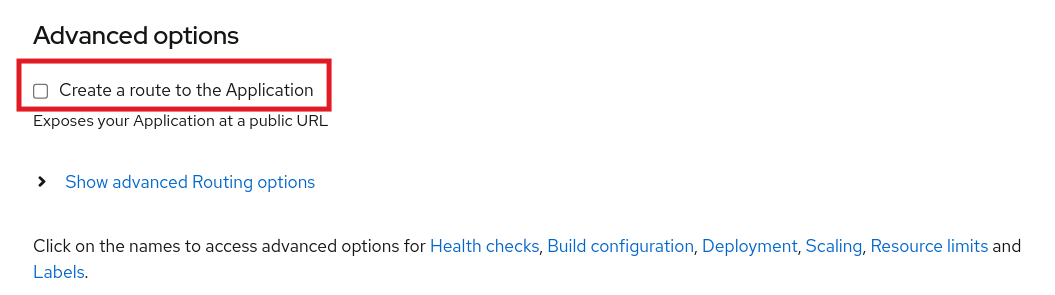 Advanced options
Create a route to the Application
Exposes your Application at a public URL
Show advanced Routing options
Click on the names to access advanced options for Health checks, Build configuration, Deployment, Scaling, Resource limits and
Labels.